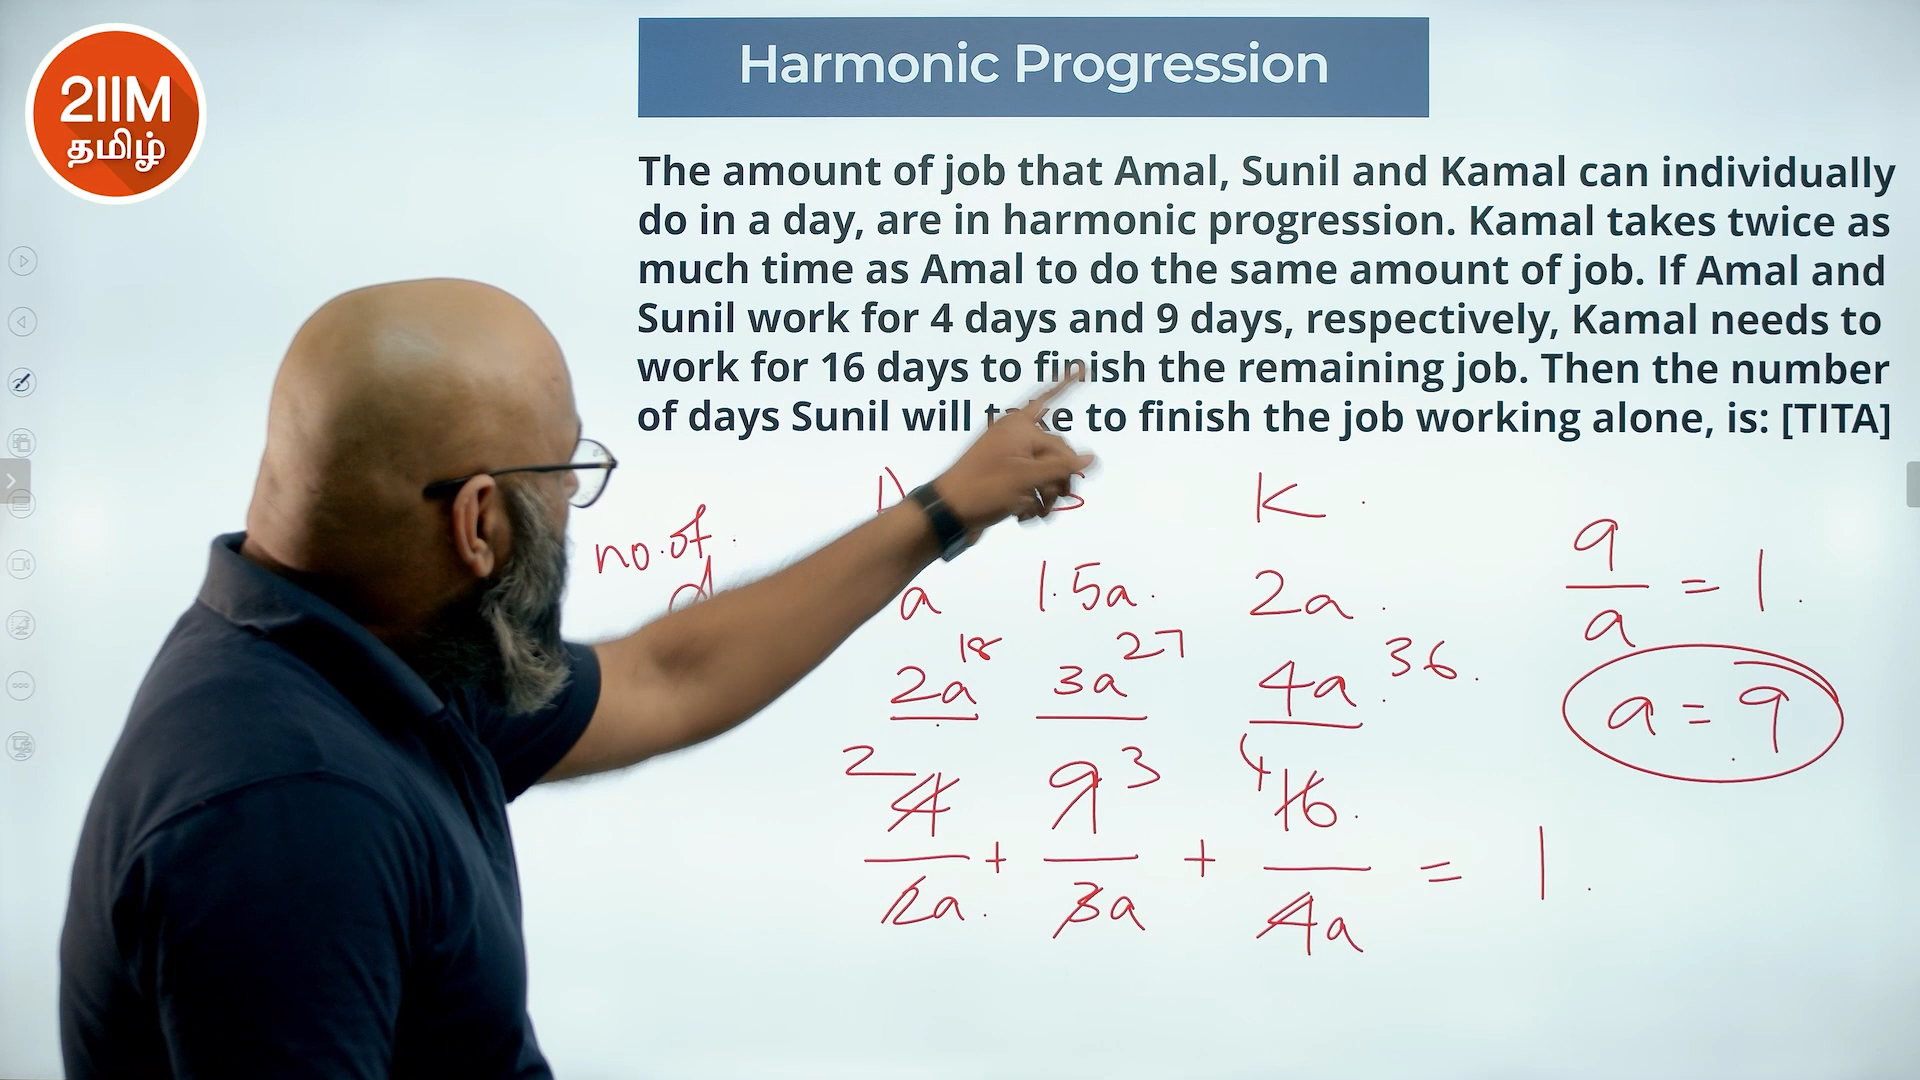 2IIM
தமிழ்
Harmonic Progression
The amount of job that Amal, Sunil and Kamal can individually
do in a day, are in harmonic progression. Kamal takes twice as
much time as Amal to do the same amount of job. If Amal and
Sunil work for 4 days and 9 days, respectively, Kamal needs to
work for 16 days to finish the remaining job. Then the number
of days Sunil will to finish the job working alone, is: [TITA]
K
no. of
d
a 1.5a 2a
9/a = 1
2a 18 3a 27 4a 36
a = 9
2 3 4
4/2a + 9/3a + 16/4a = 1